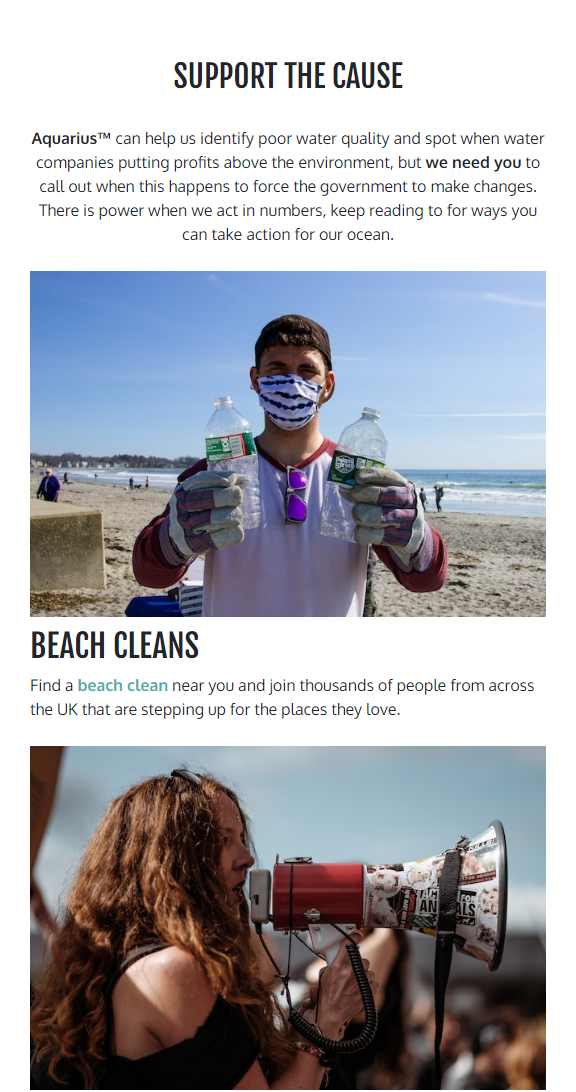 SUPPORT THE CAUSE
Aquarius™ can help us identify poor water quality and spot when water
companies putting profits above the environment, but we need you to
call out when this happens to force the government to make changes.
There is power when we act in numbers, keep reading to for ways you
can take action for our ocean.
BEACH CLEANS
Find a beach clean near you and join thousands of people from across
the UK that are stepping up for the places they love.